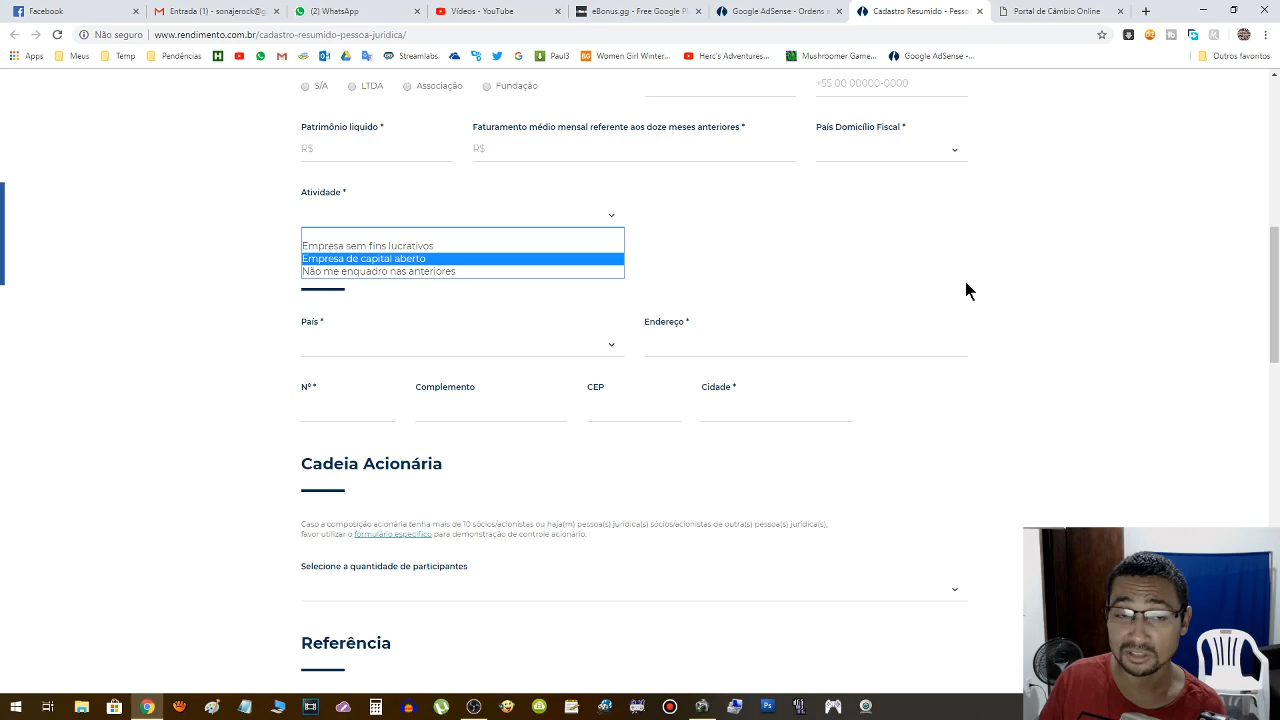 Facebook
Entrada (1) - sonajerock@g
(2) WhatsApp
Vídeos - YouTube
eBonus.gg - Free Google P
Google AdSense - Ordens
Cadastro Resumido - Pesso
Portal de Câmbio Online
Não seguro
www.rendimento.com.br/cadastro-resumido-pessoa-juridica/
Apps
Meus
Temp
Pendências
Streamlabs
Paul3
Women Girl Winter...
Herc's Adventures...
Mushroomer Game...
Google AdSense -...
Outros favoritos
S/A
LTDA
Associação
Fundação
+55 00 00000-0000
Patrimônio liquido *
Faturamento médio mensal referente aos doze meses anteriores *
País Domicílio Fiscal *
R$
R$
Atividade *
Empresa sem fins lucrativos
Empresa de capital aberto
Não me enquadro nas anteriores
País *
Endereço *
Nº *
Complemento
CEP
Cidade *
Cadeia Acionária
Caso a composição acionária tenha mais de 10 sócios/acionistas ou haja(m) pessoa(s) jurídica(s) sócios/acionistas de outra(s) pessoa(s) jurídica(s),
favor utilizar o formulário específico para demonstração de controle acionário.
Selecione a quantidade de participantes
Referência